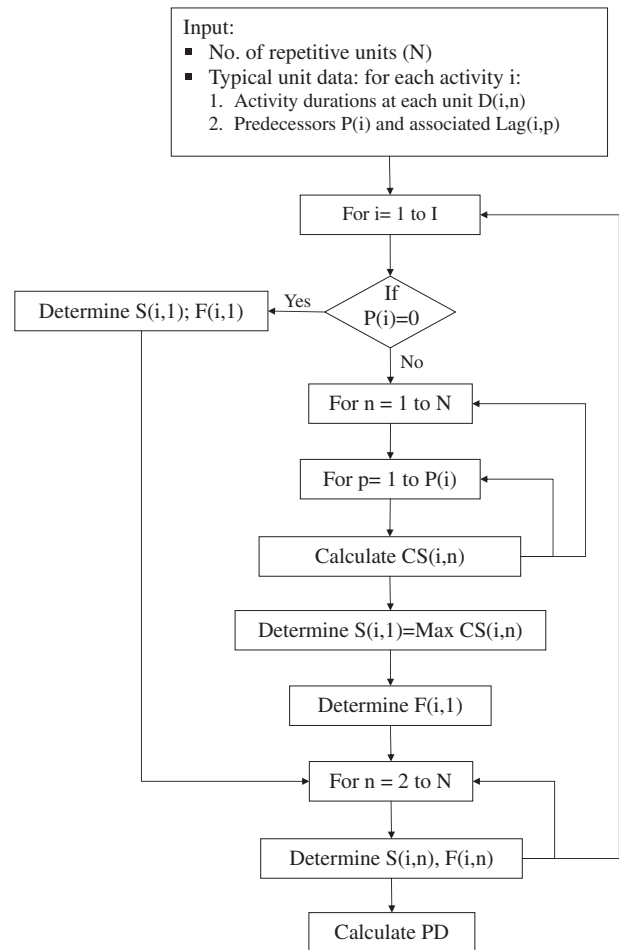 Input:
▪ No. of repetitive units (N)
▪ Typical unit data: for each activity i:
1. Activity durations at each unit D(i,n)
2. Predecessors P(i) and associated Lag(i,p)
For i= 1 to I
If
P(i)=0
Yes
Determine S(i,1); F(i,1)
No
For n = 1 to N
For p= 1 to P(i)
Calculate CS(i,n)
Determine S(i,1)=Max CS(i,n)
Determine F(i,1)
For n = 2 to N
Determine S(i,n), F(i,n)
Calculate PD